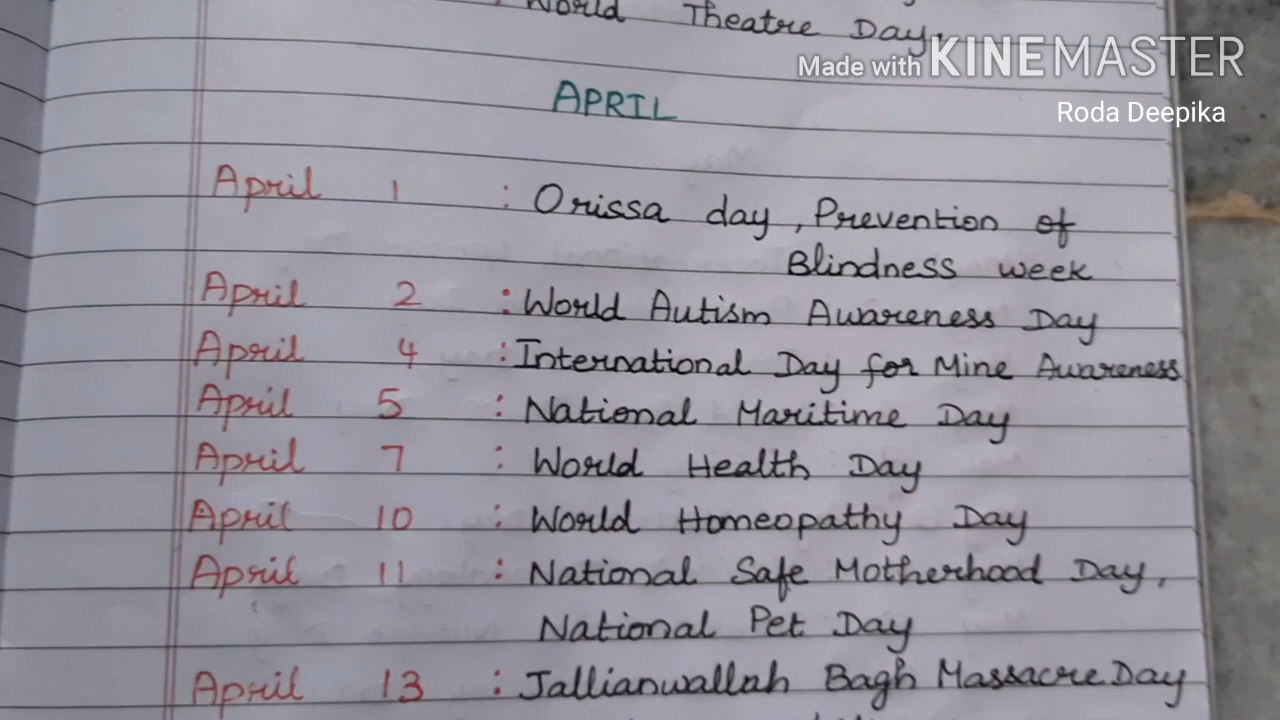 World Theatre Day.
Made with KINEMASTER
Roda Deepika
APRIL
April 1 : Orissa day, Prevention of
Blindness week
April 2 : World Autism Awareness Day
April 4 : International Day for Mine Awareness
April 5 : National Maritime Day
April 7 : World Health Day
April 10 : World Homeopathy Day
April 11 : National Safe Motherhood Day,
National Pet Day
April 13 : Jallianwallah Bagh Massacre Day